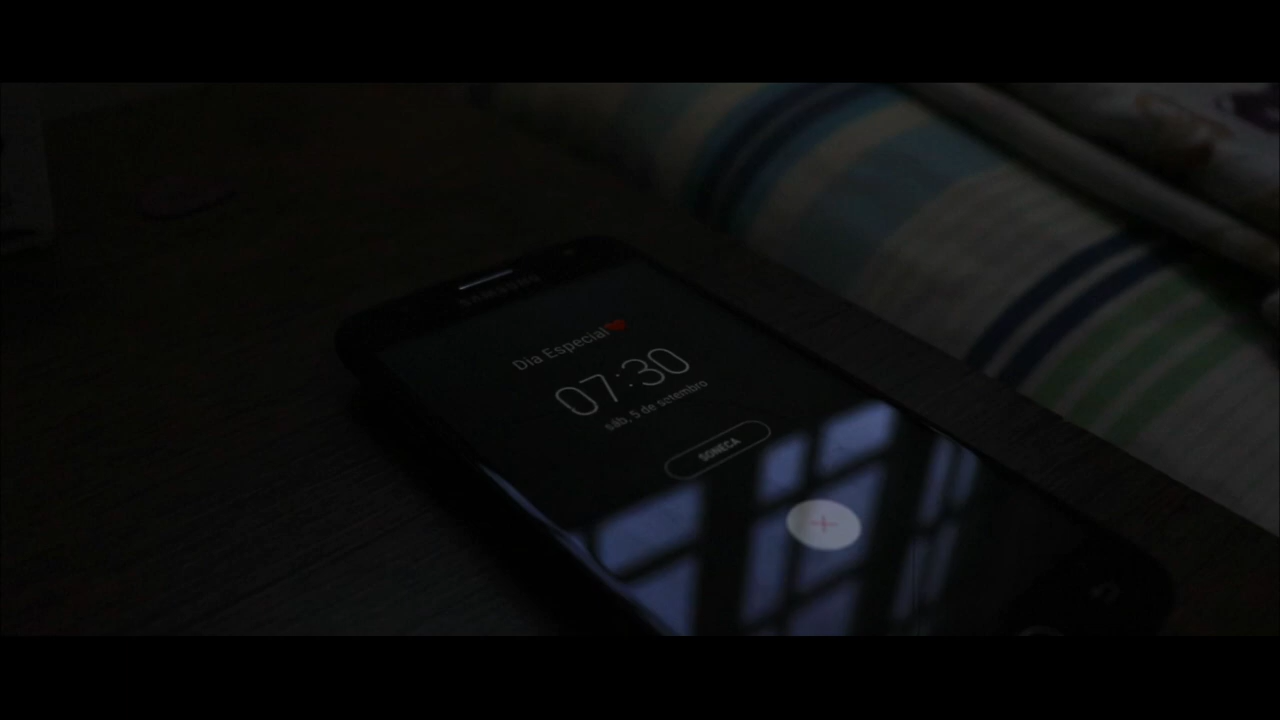 SAMSUNG
Dia Especial❤
07:30
sáb, 5 de setembro
SONECA